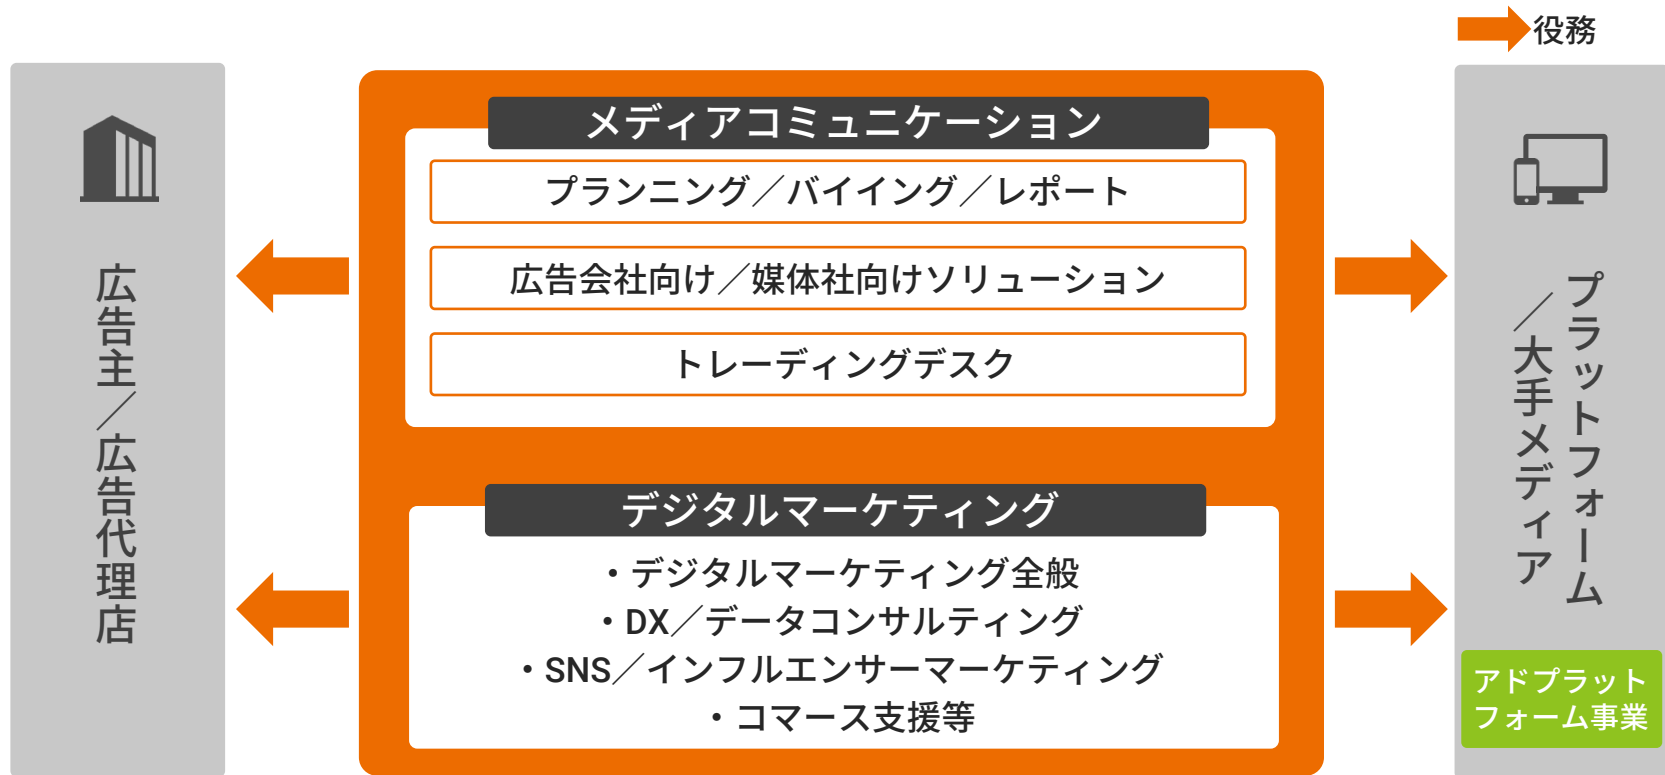 役務
広告主／広告代理店
メディアコミュニケーション
プランニング／バイイング／レポート
広告会社向け／媒体社向けソリューション
トレーディングデスク
デジタルマーケティング
・デジタルマーケティング全般
・DX／データコンサルティング
・SNS／インフルエンサーマーケティング
・コマース支援等
プラットフォーム
／大手メディア
アドプラット
フォーム事業